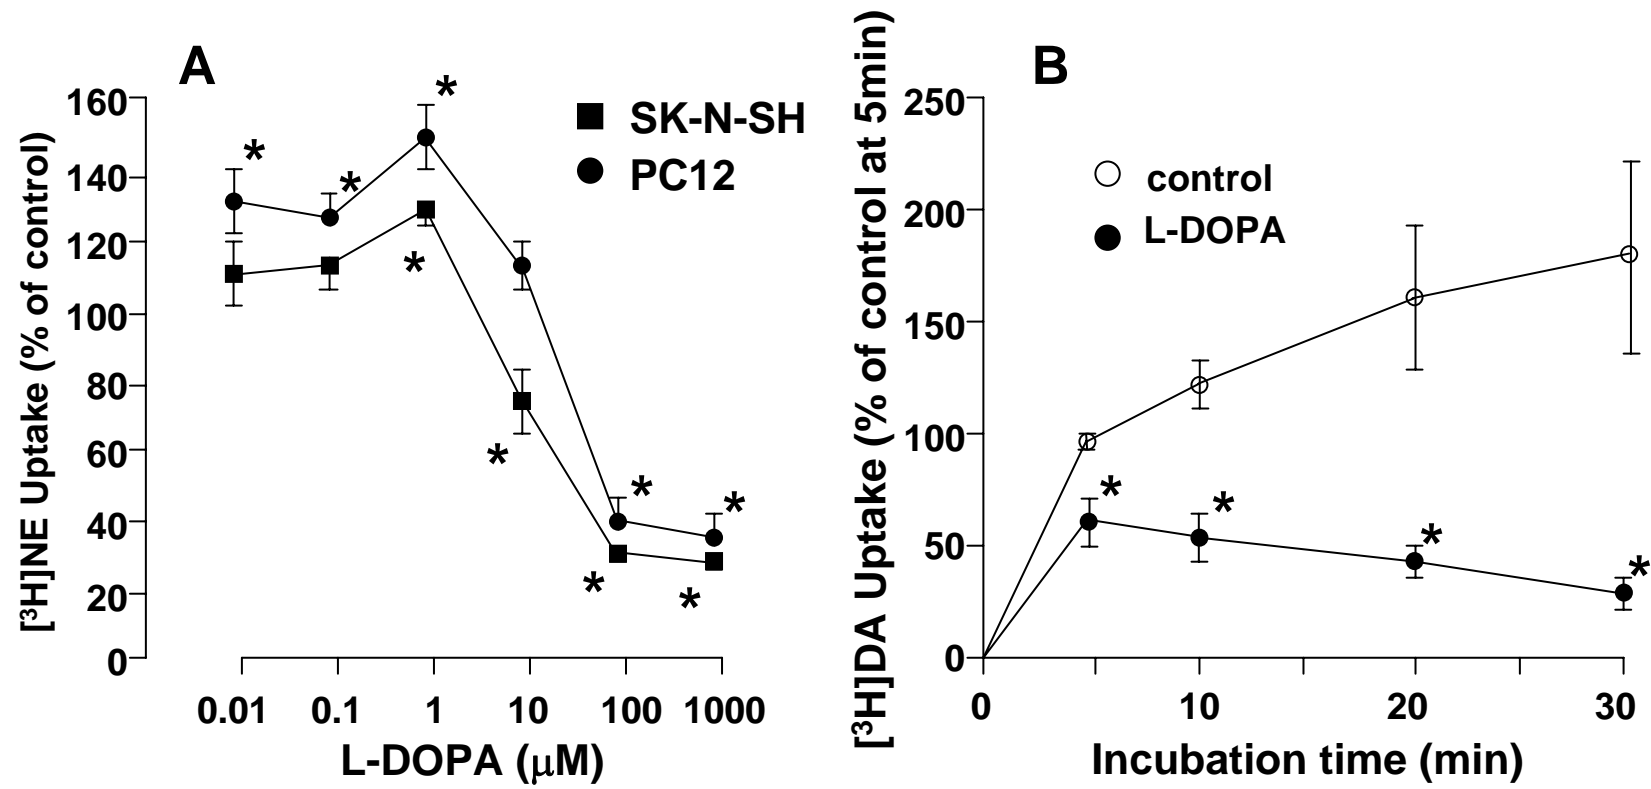 A
[³H]NE Uptake (% of control)
160
140
120
100
80
60
40
20
0
SK-N-SH
PC12
*
*
*
*
*
*
*
*
*
0.01 0.1 1 10 100 1000
L-DOPA (μM)
B
[³H]DA Uptake (% of control at 5min)
250
200
150
100
50
0
control
L-DOPA
*
*
*
*
0 10 20 30
Incubation time (min)